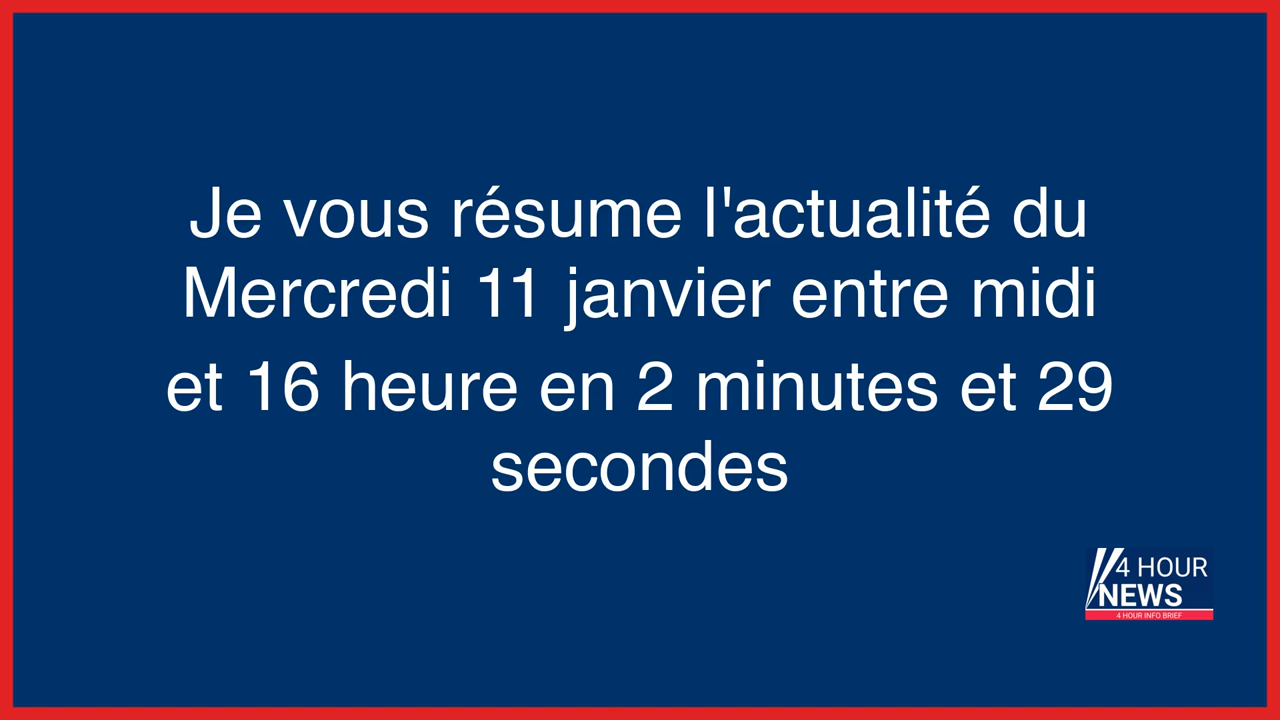 Je vous résume l'actualité du
Mercredi 11 janvier entre midi
et 16 heure en 2 minutes et 29
secondes
4 HOUR
NEWS
4 HOUR INFO BRIEF